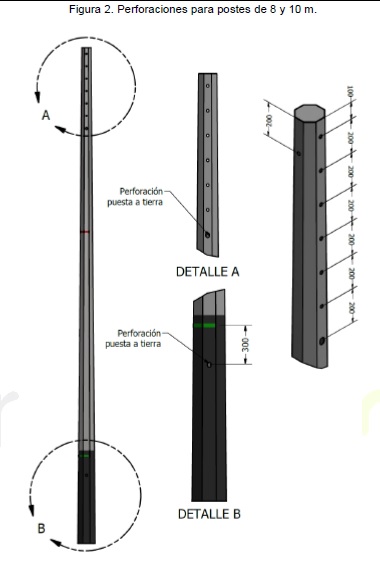 Figura 2. Perforaciones para postes de 8 y 10 m.
A
Perforación
puesta a tierra
DETALLE A
200
100
200
200
200
200
200
200
Perforación
puesta a tierra
300
DETALLE B
B